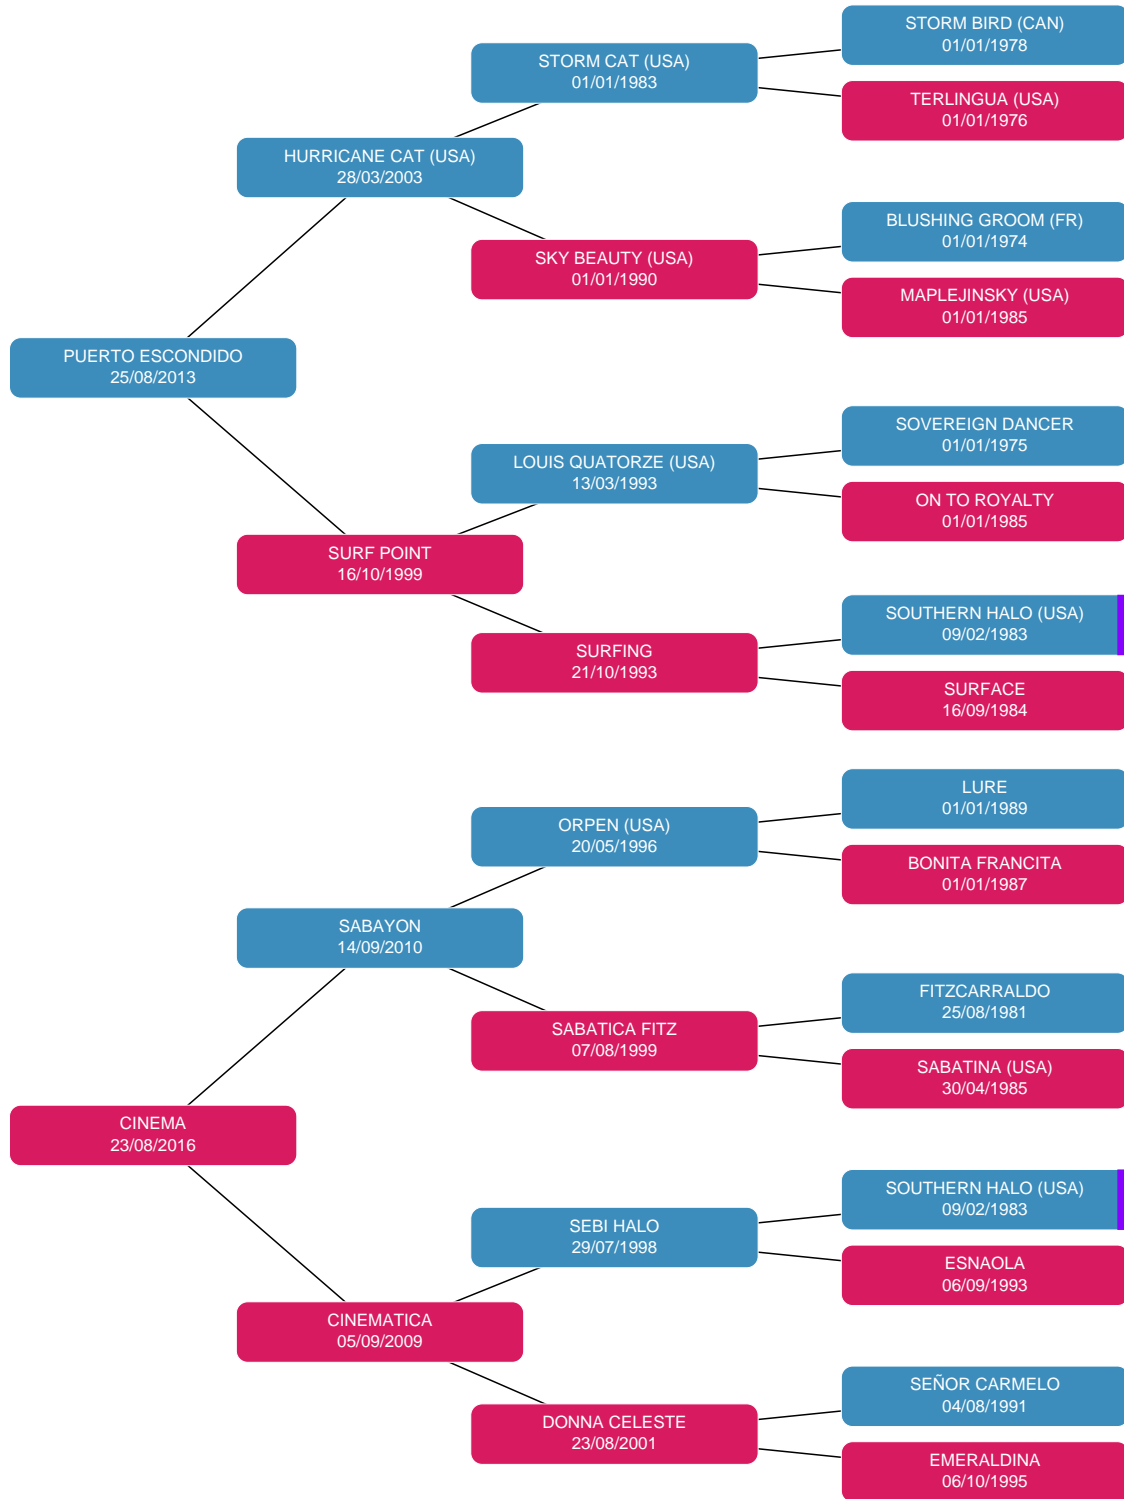 STORM BIRD (CAN)
01/01/1978
STORM CAT (USA)
01/01/1983
TERLINGUA (USA)
01/01/1976
HURRICANE CAT (USA)
28/03/2003
BLUSHING GROOM (FR)
01/01/1974
SKY BEAUTY (USA)
01/01/1990
MAPLEJINSKY (USA)
01/01/1985
PUERTO ESCONDIDO
25/08/2013
SOVEREIGN DANCER
01/01/1975
LOUIS QUATORZE (USA)
13/03/1993
ON TO ROYALTY
01/01/1985
SURF POINT
16/10/1999
SOUTHERN HALO (USA)
09/02/1983
SURFING
21/10/1993
SURFACE
16/09/1984
LURE
01/01/1989
ORPEN (USA)
20/05/1996
BONITA FRANCITA
01/01/1987
SABAYON
14/09/2010
FITZCARRALDO
25/08/1981
SABATICA FITZ
07/08/1999
SABATINA (USA)
30/04/1985
CINEMA
23/08/2016
SOUTHERN HALO (USA)
09/02/1983
SEBI HALO
29/07/1998
ESNAOLA
06/09/1993
CINEMATICA
05/09/2009
SEÑOR CARMELO
04/08/1991
DONNA CELESTE
23/08/2001
EMERALDINA
06/10/1995